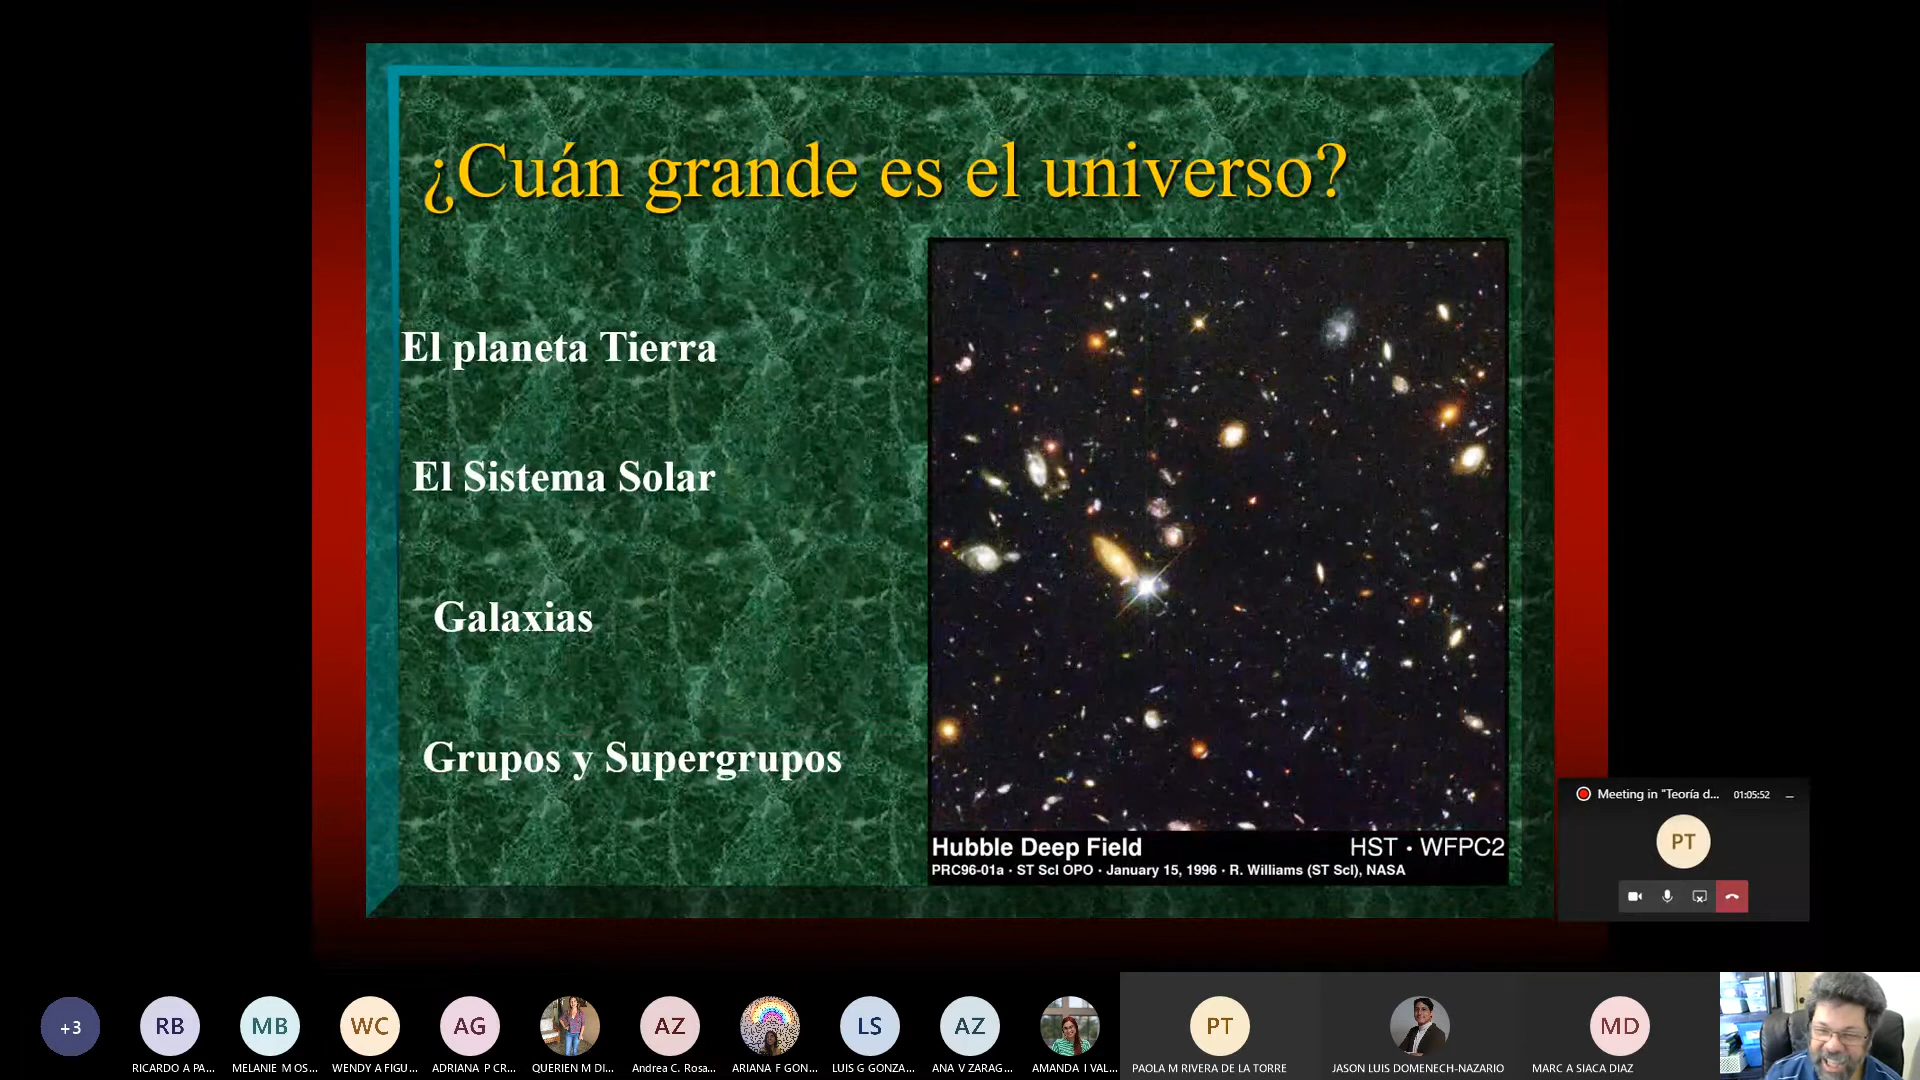 ¿Cuán grande es el universo?
El planeta Tierra
El Sistema Solar
Galaxias
Grupos y Supergrupos
Hubble Deep Field
HST • WFPC2
PRC96-01a • ST ScI OPO • January 15, 1996 • R. Williams (ST ScI), NASA
Meeting in "Teoría d...
01:05:52
PT
+3
RB
MB
WC
AG
AZ
LS
AZ
PT
MD
RICARDO A PA...
MELANIE M OS...
WENDY A FIGU...
ADRIANA P CR...
QUERIEN M DI...
Andrea C. Rosa...
ARIANA F GON...
LUIS G GONZA...
ANA V ZARAG...
AMANDA I VAL...
PAOLA M RIVERA DE LA TORRE
JASON LUIS DOMENECH-NAZARIO
MARC A SIACA DIAZ